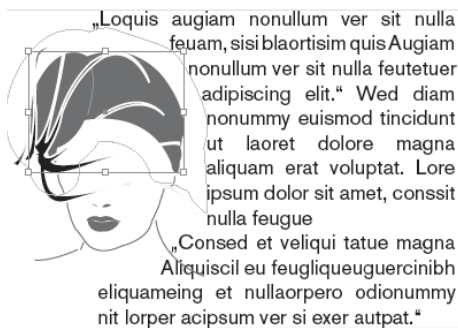 „Loquis augiam nonullum ver sit nulla
feuam, sisi blaortisim quis Augiam
nonullum ver sit nulla feutetuer
adipiscing elit.“ Wed diam
nonummy euismod tincidunt
ut laoret dolore magna
aliquam erat voluptat. Lore
ipsum dolor sit amet, conssit
nulla feugue
„Consed et veliqui tatue magna
Aliquiscil eu feugliqueuguercinibh
eliquameing et nullaorpero odionummy
nit lorper acipsum ver si exer autpat.“